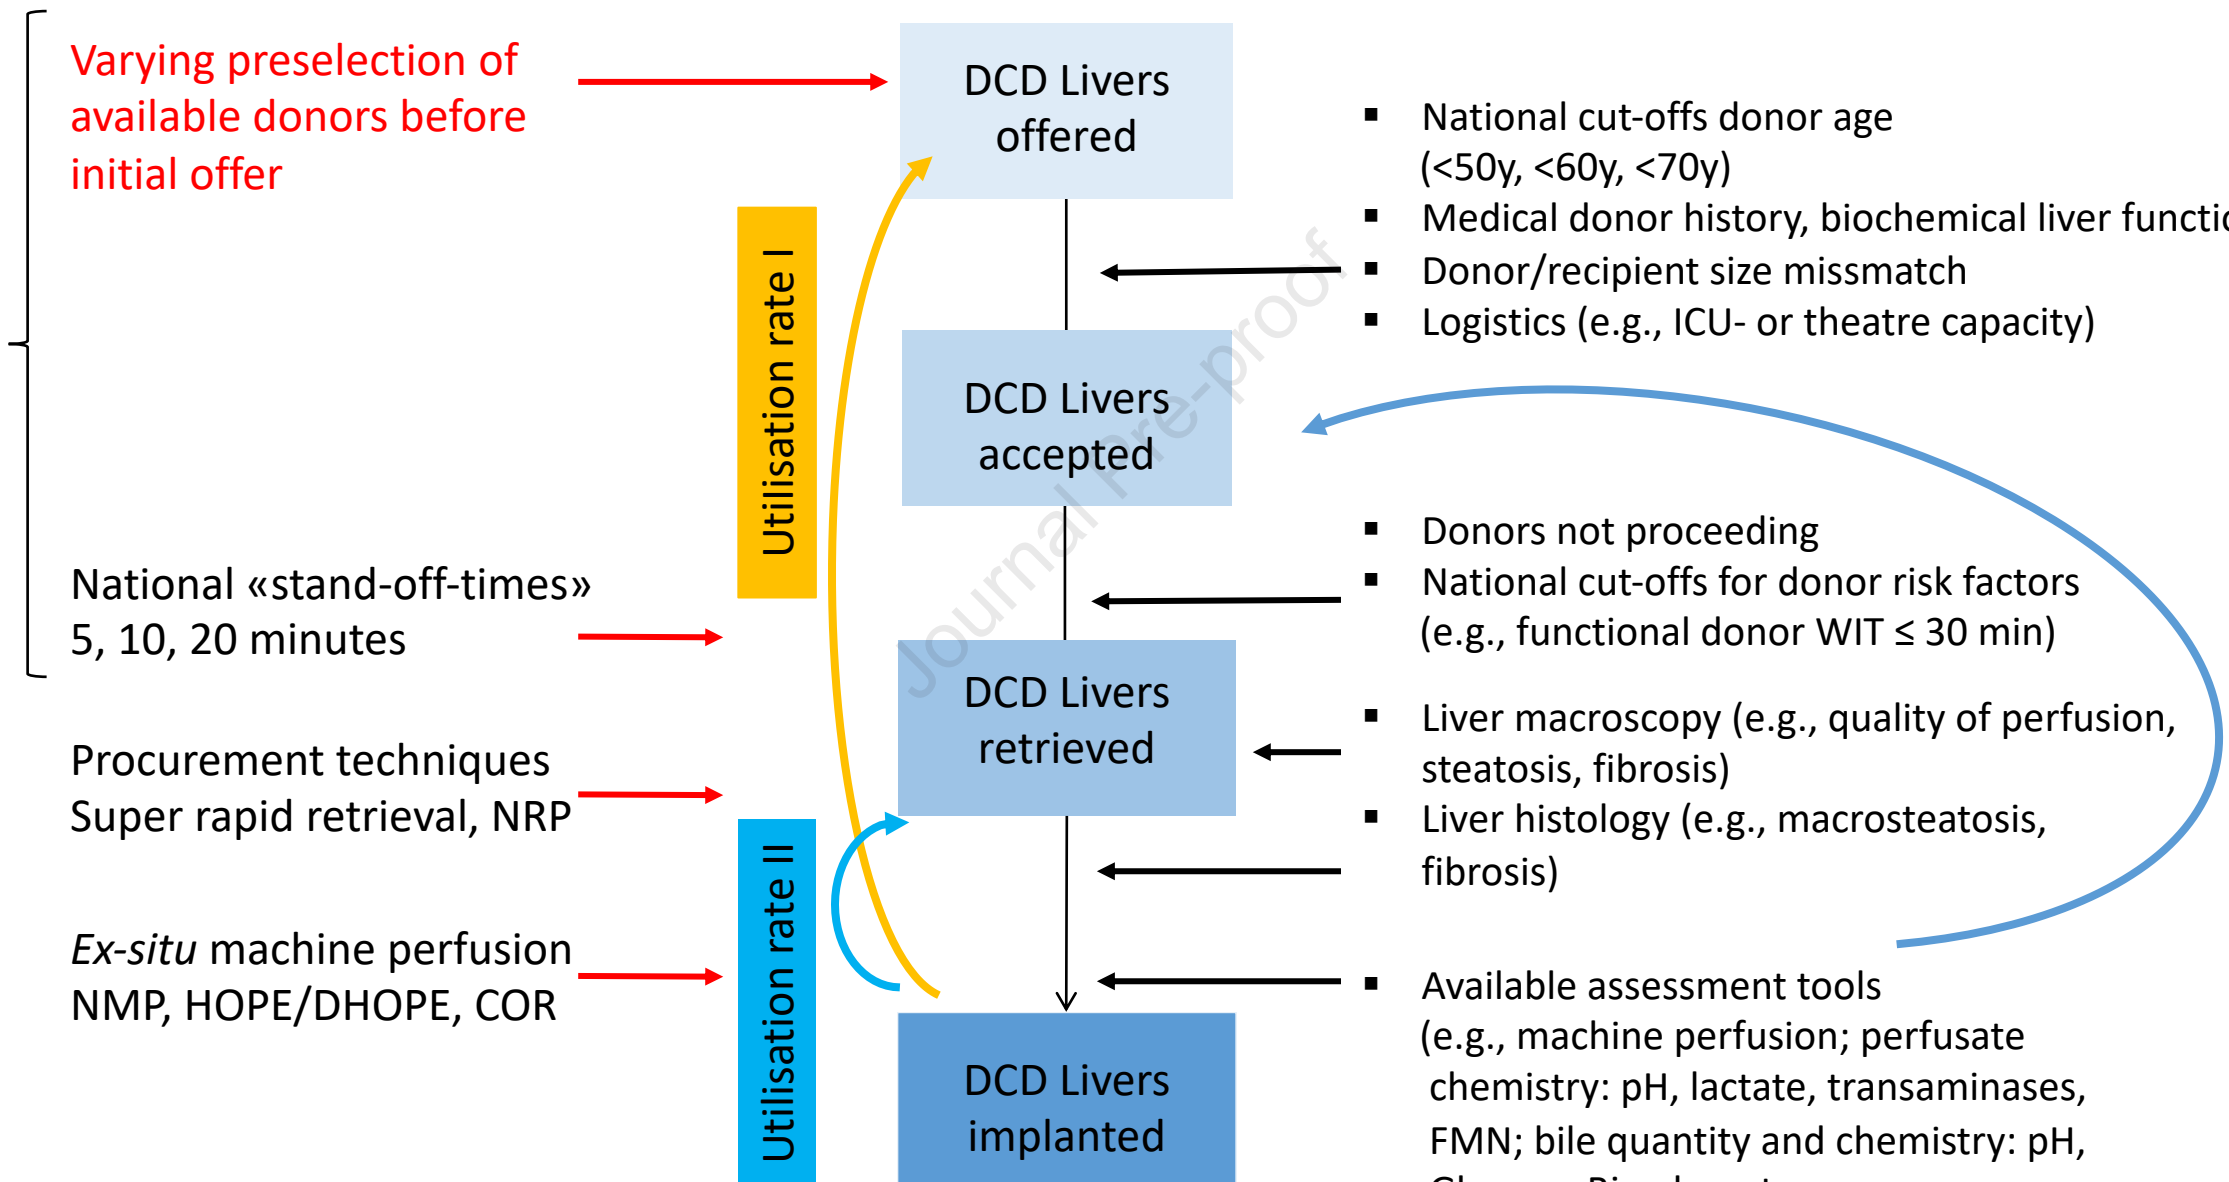 Varying preselection of
available donors before
initial offer
National «stand-off-times»
5, 10, 20 minutes
Procurement techniques
Super rapid retrieval, NRP
Ex-situ machine perfusion
NMP, HOPE/DHOPE, COR
Utilisation rate I
Utilisation rate II
DCD Livers
offered
DCD Livers
accepted
DCD Livers
retrieved
DCD Livers
implanted
Journal Pre-proof
▪ National cut-offs donor age
(<50y, <60y, <70y)
▪ Medical donor history, biochemical liver functio
▪ Donor/recipient size missmatch
▪ Logistics (e.g., ICU- or theatre capacity)
▪ Donors not proceeding
▪ National cut-offs for donor risk factors
(e.g., functional donor WIT ≤ 30 min)
▪ Liver macroscopy (e.g., quality of perfusion,
steatosis, fibrosis)
▪ Liver histology (e.g., macrosteatosis,
fibrosis)
▪ Available assessment tools
(e.g., machine perfusion; perfusate
chemistry: pH, lactate, transaminases,
FMN; bile quantity and chemistry: pH,